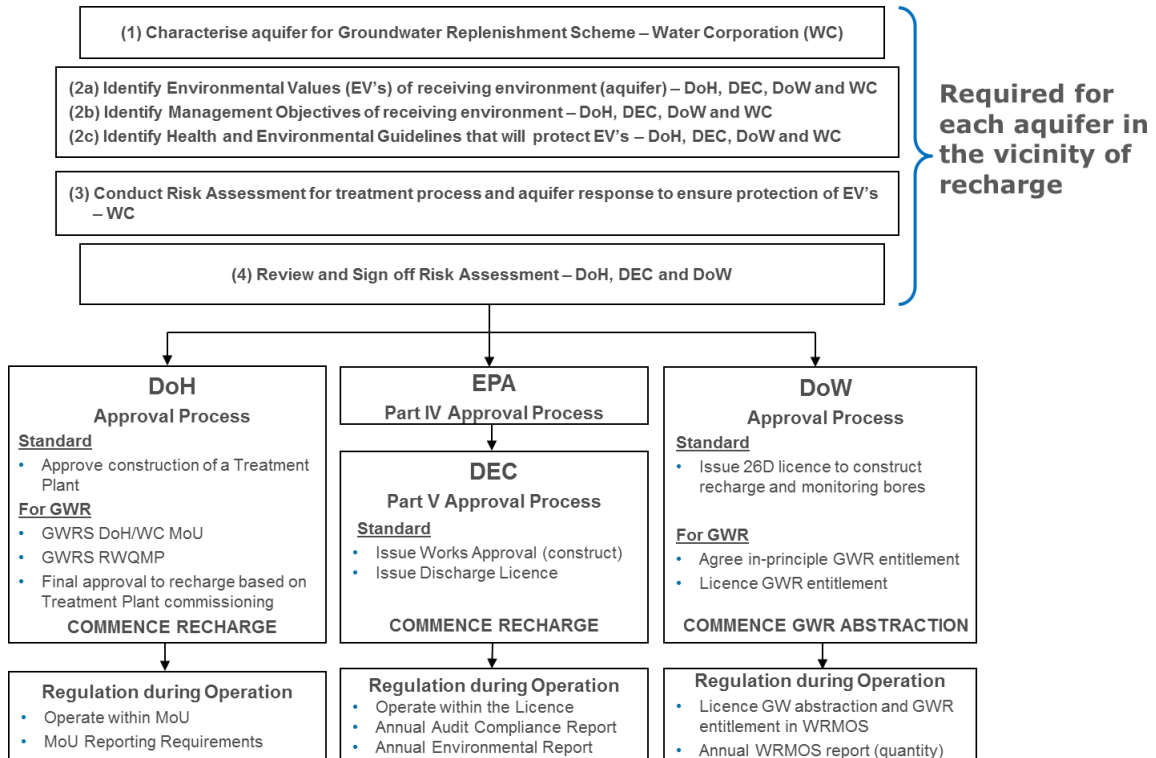 (1) Characterise aquifer for Groundwater Replenishment Scheme – Water Corporation (WC)
(2a) Identify Environmental Values (EV's) of receiving environment (aquifer) – DoH, DEC, DoW and WC
(2b) Identify Management Objectives of receiving environment – DoH, DEC, DoW and WC
(2c) Identify Health and Environmental Guidelines that will protect EV's – DoH, DEC, DoW and WC
(3) Conduct Risk Assessment for treatment process and aquifer response to ensure protection of EV's
– WC
(4) Review and Sign off Risk Assessment – DoH, DEC and DoW
Required for
each aquifer in
the vicinity of
recharge
DoH
Approval Process
Standard
• Approve construction of a Treatment
Plant
For GWR
• GWRS DoH/WC MoU
• GWRS RWQMP
• Final approval to recharge based on
Treatment Plant commissioning
COMMENCE RECHARGE
Regulation during Operation
• Operate within MoU
• MoU Reporting Requirements
EPA
Part IV Approval Process
DEC
Part V Approval Process
Standard
• Issue Works Approval (construct)
• Issue Discharge Licence
COMMENCE RECHARGE
Regulation during Operation
• Operate within the Licence
• Annual Audit Compliance Report
• Annual Environmental Report
DoW
Approval Process
Standard
• Issue 26D licence to construct
recharge and monitoring bores
For GWR
• Agree in-principle GWR entitlement
• Licence GWR entitlement
COMMENCE GWR ABSTRACTION
Regulation during Operation
• Licence GW abstraction and GWR
entitlement in WRMOS
• Annual WRMOS report (quantity)